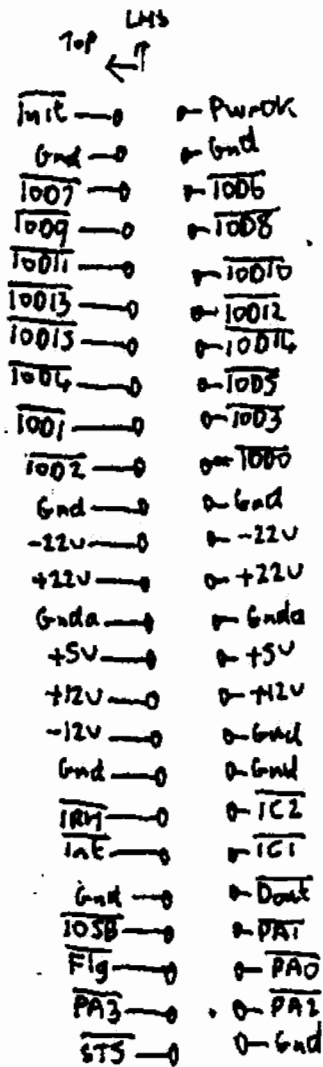 LHS
Top
Init PwrOK
Gnd Gnd
IOD7 IOD6
IOD9 IOD8
IOD11 IOD10
IOD13 IOD12
IOD15 IOD14
IOD4 IOD5
IOD1 IOD3
IOD2 IOD0
Gnd Gnd
-22V -22V
+22V +22V
Gnda Gnda
+5V +5V
+12V +12V
-12V Gnd
Gnd Gnd
IRH IC2
Int IC1
Gnd Dout
IOSB PA1
Flg PA0
PA3 PA2
STS Gnd